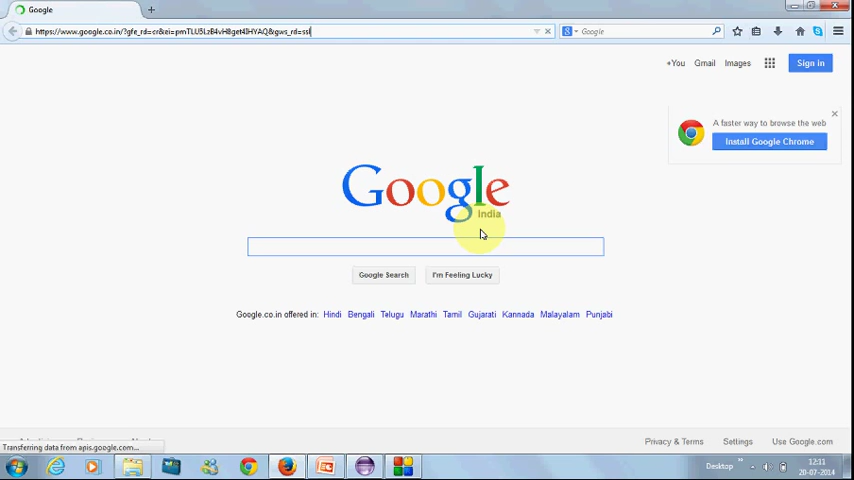 Google
https://www.google.co.in/?gfe_rd=cr&ei=pmTLU5LzB4vH8get4IHYAQ&gws_rd=ssl
Google
+You Gmail Images Sign in
A faster way to browse the web
Install Google Chrome
Google
India
Google Search I'm Feeling Lucky
Google.co.in offered in: Hindi Bengali Telugu Marathi Tamil Gujarati Kannada Malayalam Punjabi
Privacy & Terms Settings Use Google.com
Transferring data from apis.google.com...
Desktop
12:11
20-07-2014